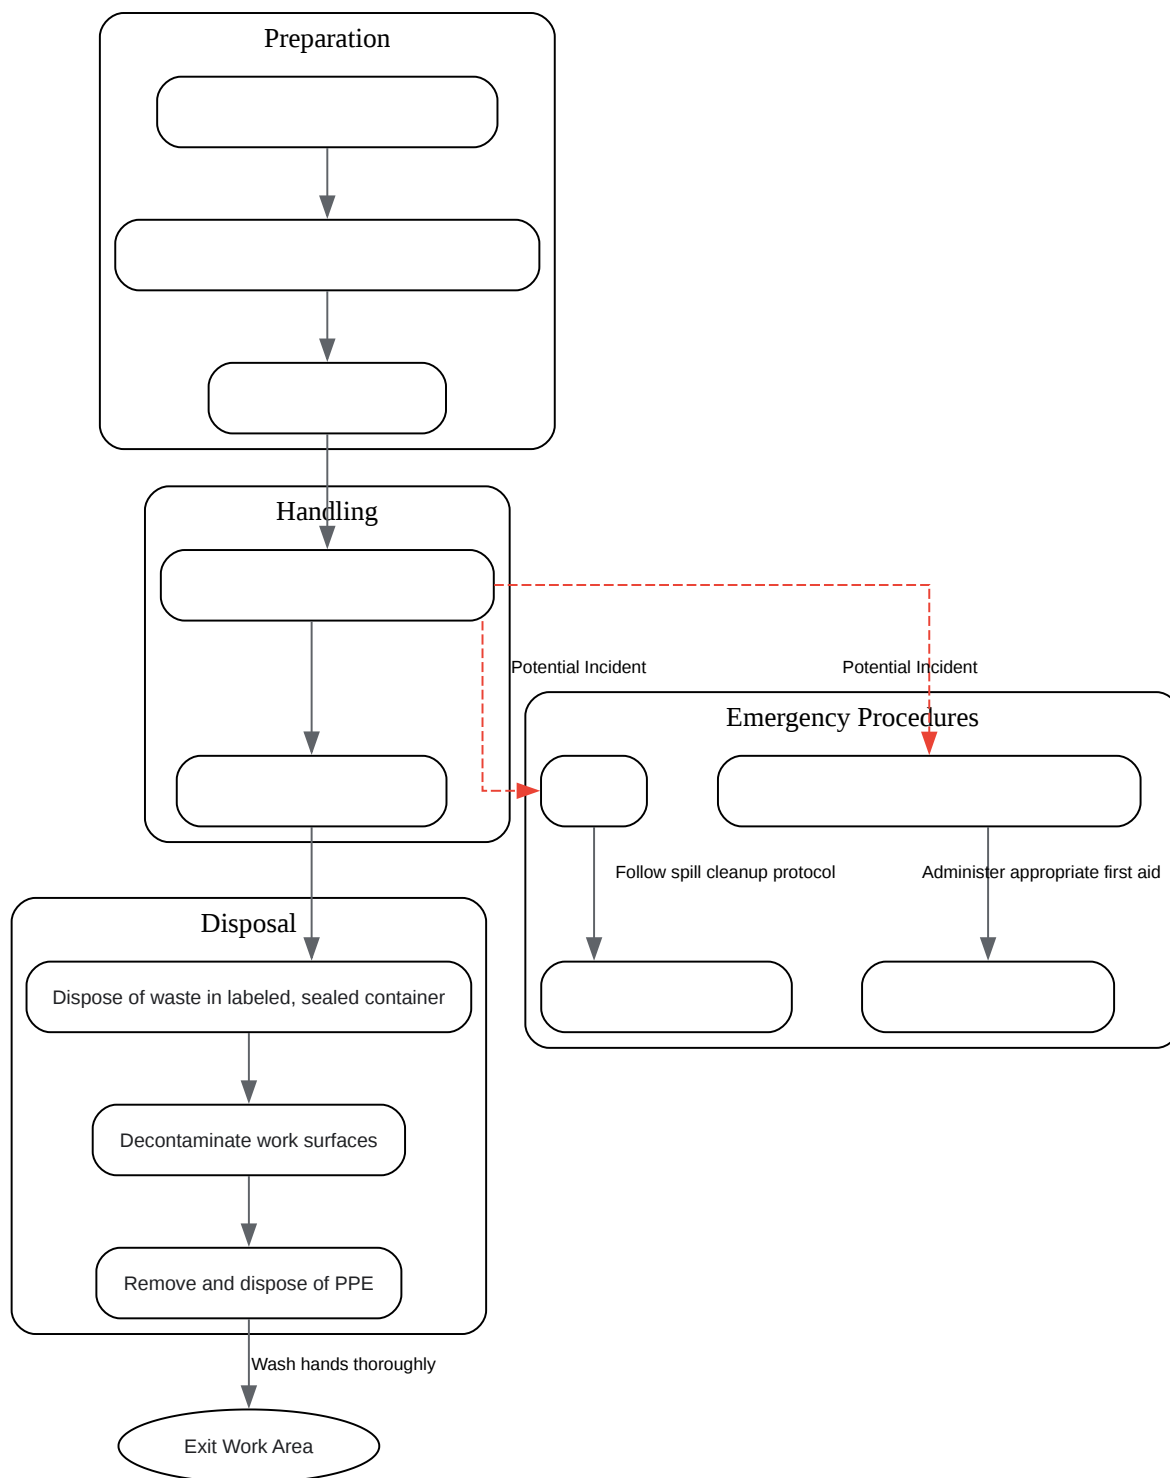 Preparation
Handling
Potential Incident
Potential Incident
Emergency Procedures
Follow spill cleanup protocol
Administer appropriate first aid
Disposal
Dispose of waste in labeled, sealed container
Decontaminate work surfaces
Remove and dispose of PPE
Wash hands thoroughly
Exit Work Area